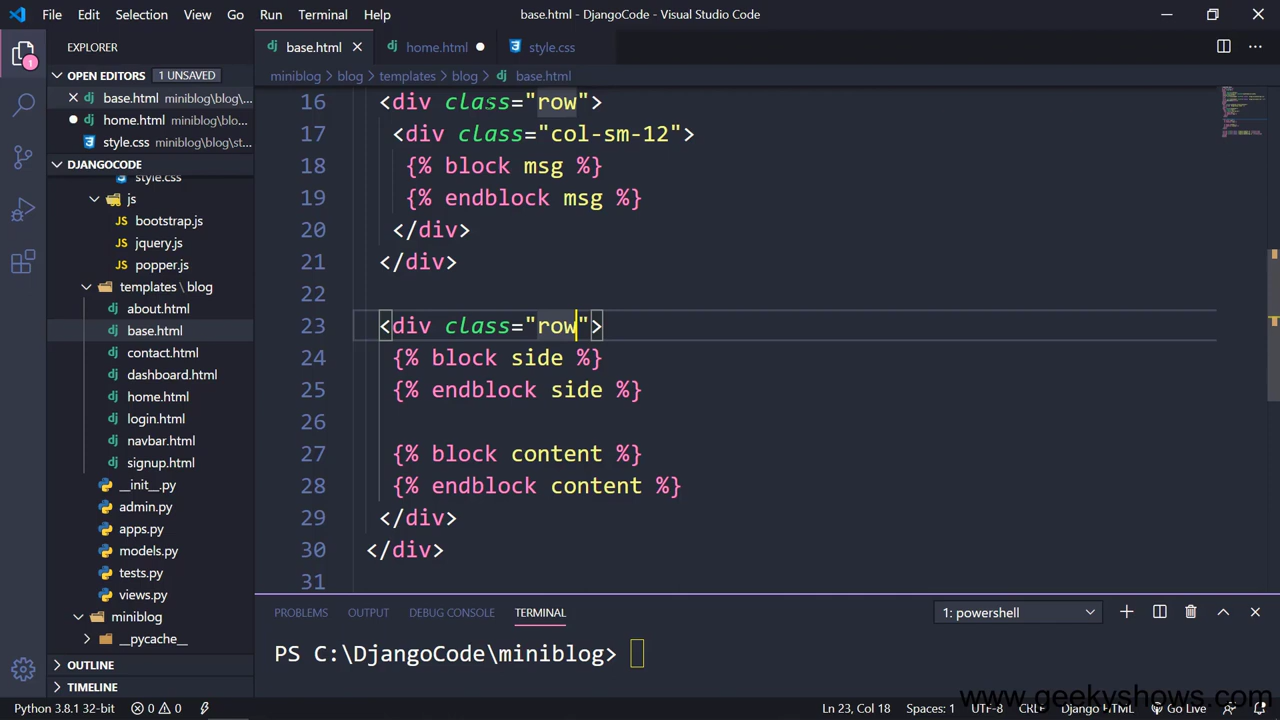 File Edit Selection View Go Run Terminal Help base.html - DjangoCode - Visual Studio Code
EXPLORER
base.html home.html style.css
OPEN EDITORS 1 UNSAVED
miniblog blog templates blog base.html
base.html miniblog\blog\...
home.html miniblog\blo...
style.css miniblog\blog\st...
DJANGOCODE
style.css
js
bootstrap.js
jquery.js
popper.js
templates \ blog
about.html
base.html
contact.html
dashboard.html
home.html
login.html
navbar.html
signup.html
__init__.py
admin.py
apps.py
models.py
tests.py
views.py
miniblog
__pycache__
OUTLINE
TIMELINE
1
16 <div class="row">
17 <div class="col-sm-12">
18 {% block msg %}
19 {% endblock msg %}
20 </div>
21 </div>
22
23 <div class="row">
24 {% block side %}
25 {% endblock side %}
26
27 {% block content %}
28 {% endblock content %}
29 </div>
30 </div>
31
PROBLEMS OUTPUT DEBUG CONSOLE TERMINAL 1: powershell
PS C:\DjangoCode\miniblog>
www.geekyshows.com
Python 3.8.1 32-bit 0 0 Ln 23, Col 18 Spaces: 1 UTF-8 CRLF Django HTML Go Live